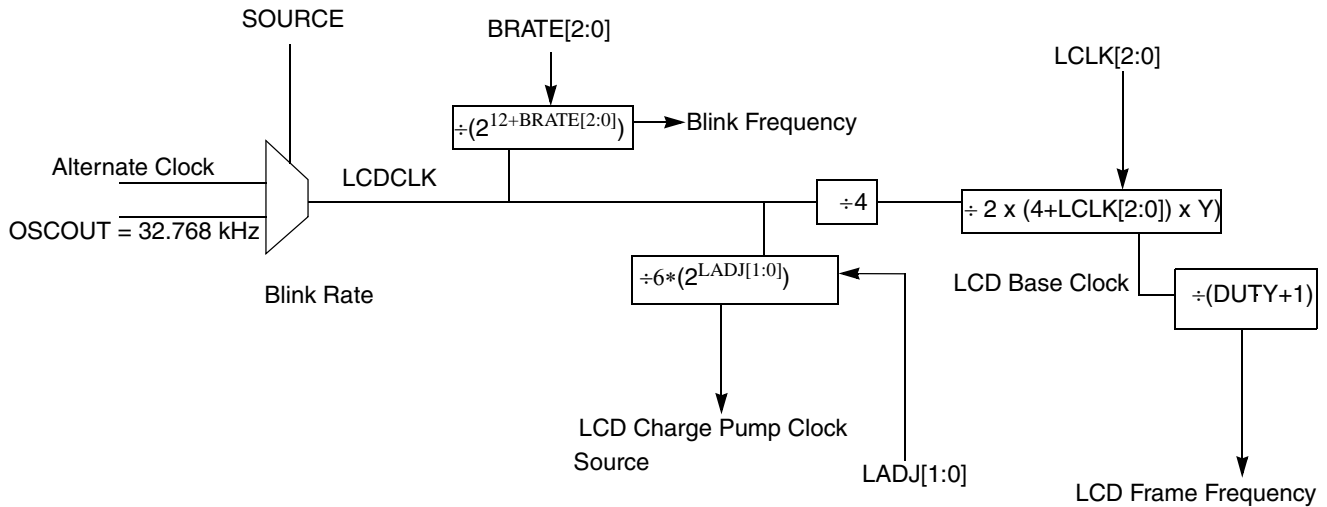 SOURCE
BRATE[2:0]
LCLK[2:0]
÷(2^12+BRATE[2:0])
Blink Frequency
Alternate Clock
LCDCLK
÷4
÷ 2 x (4+LCLK[2:0]) x Y)
OSCOUT = 32.768 kHz
÷6*(2^LADJ[1:0])
LCD Base Clock
Blink Rate
÷(DUTY+1)
LCD Charge Pump Clock
Source
LADJ[1:0]
LCD Frame Frequency